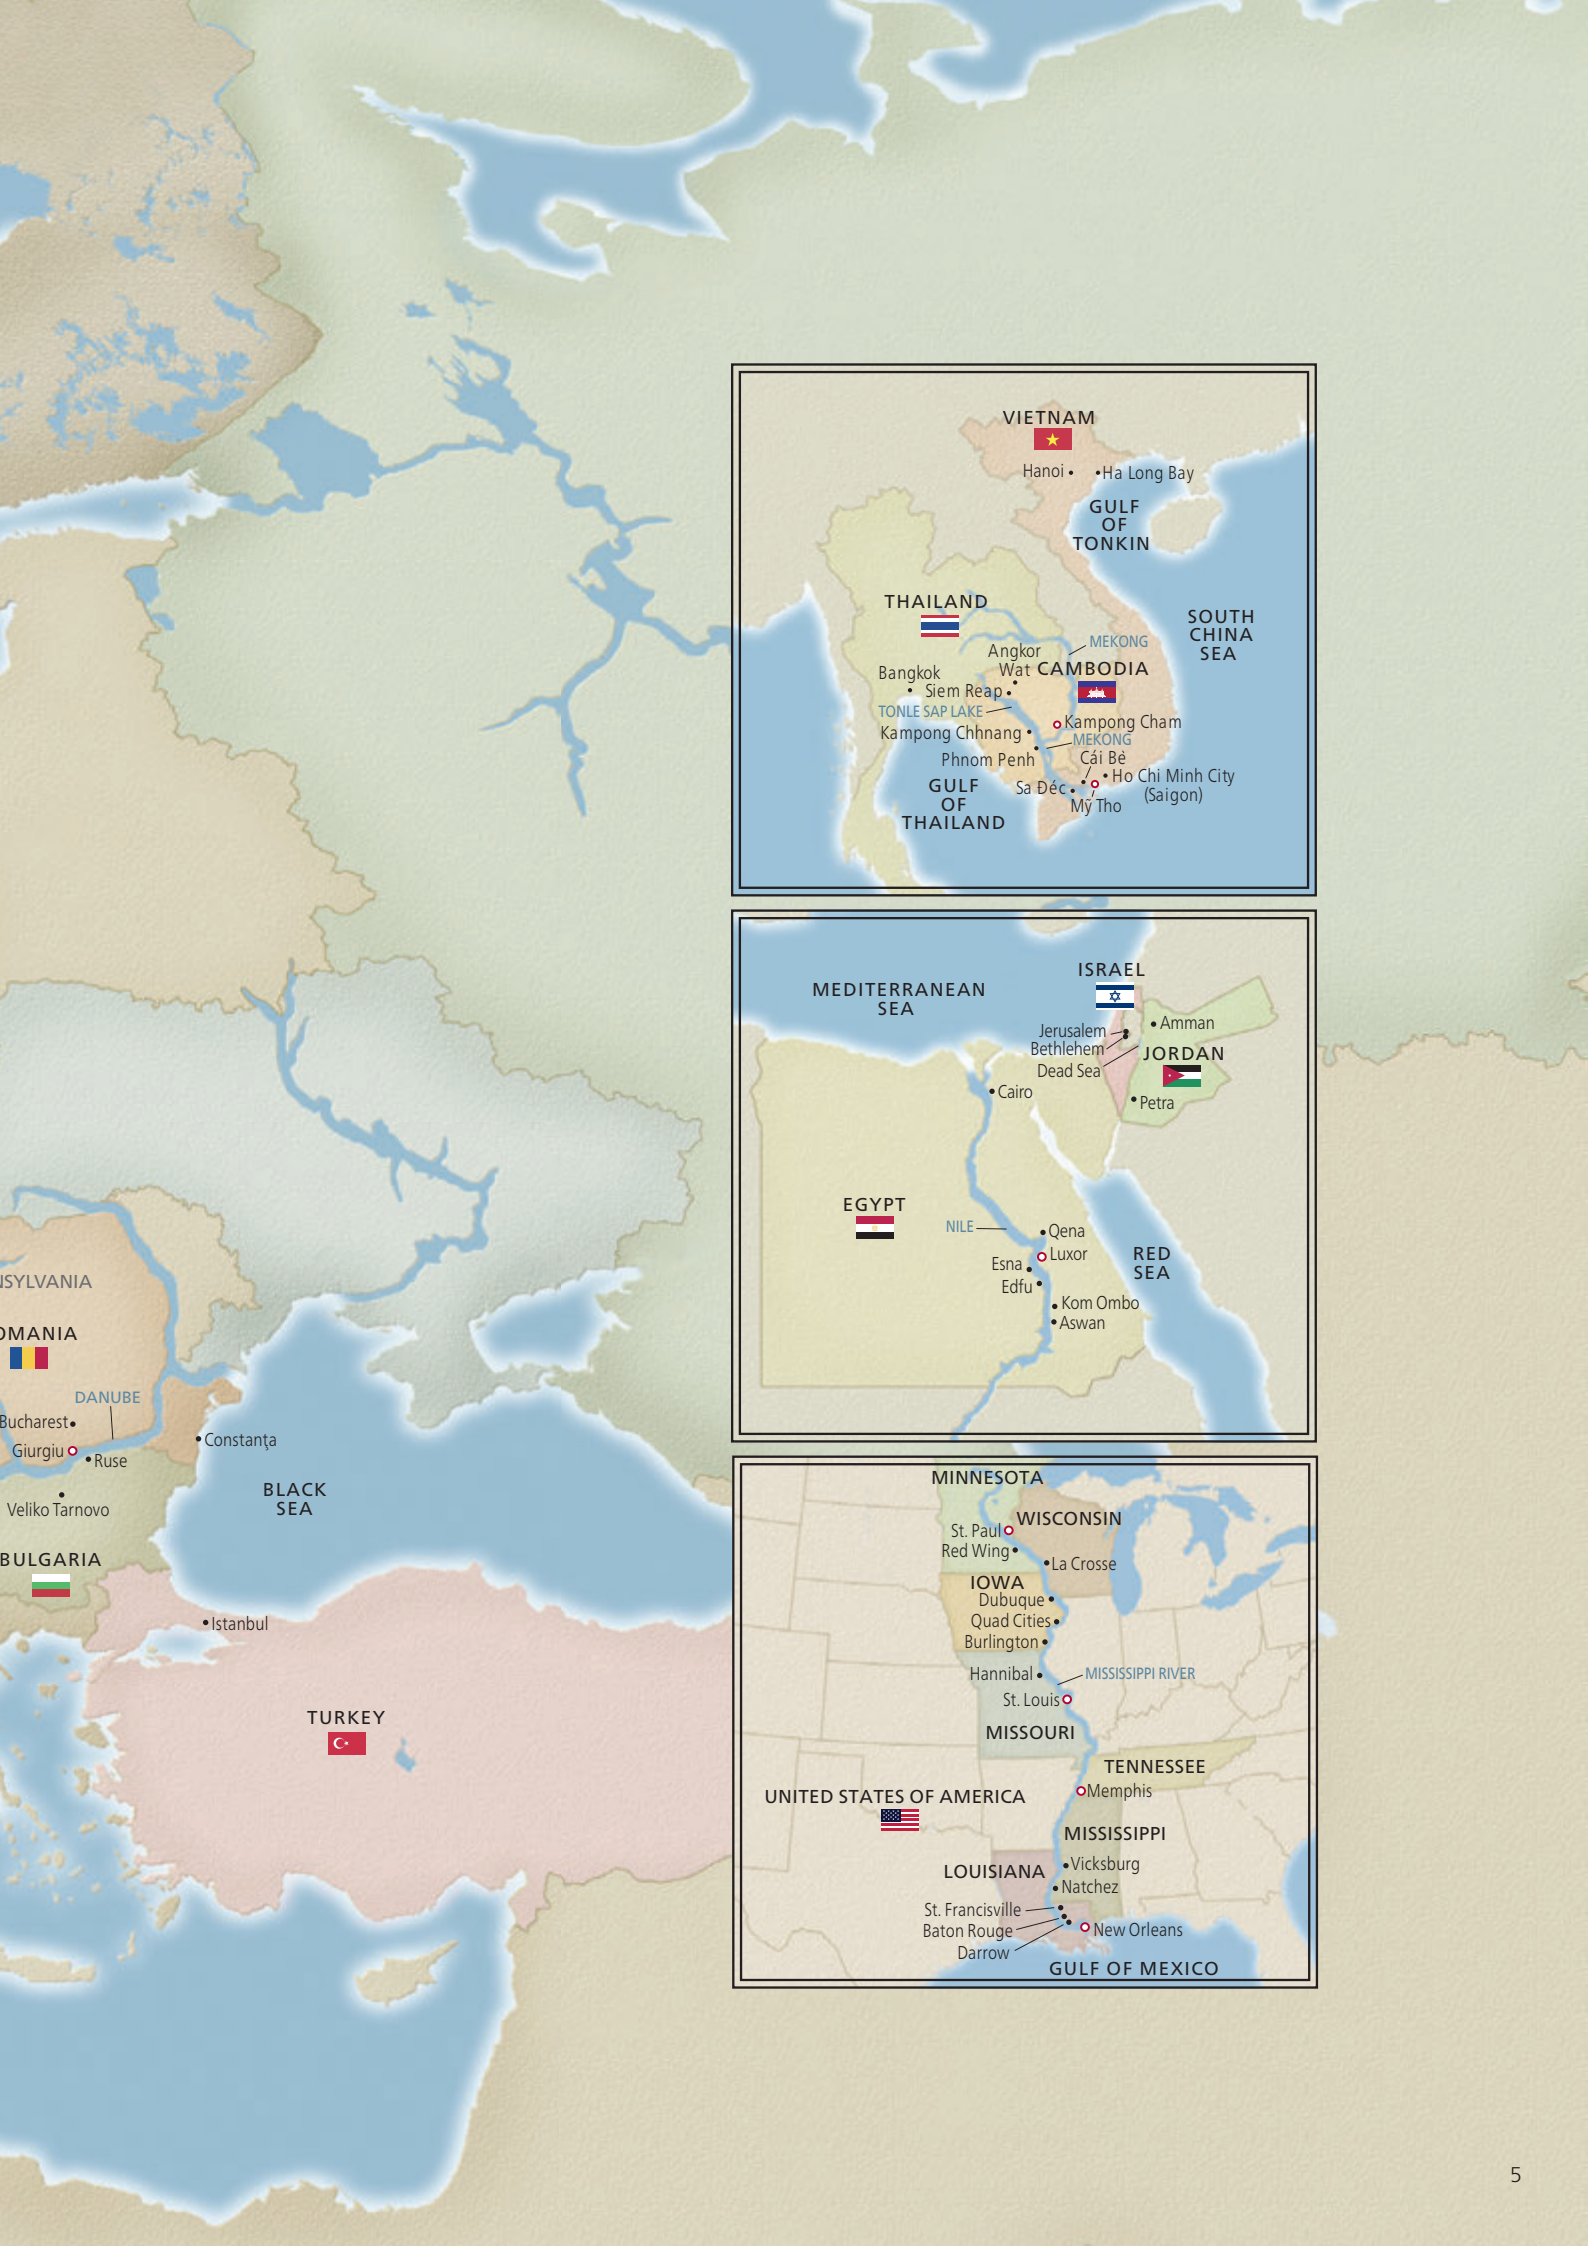 VIETNAM
Hanoi
Ha Long Bay
GULF
OF
TONKIN
THAILAND
SOUTH
CHINA
SEA
MEKONG
Angkor
Wat
CAMBODIA
Bangkok
Siem Reap
TONLE SAP LAKE
Kampong Cham
Kampong Chhnang
MEKONG
Phnom Penh
Cái Bè
Ho Chi Minh City
(Saigon)
Sa Đéc
Mỹ Tho
GULF
OF
THAILAND
ISRAEL
MEDITERRANEAN
SEA
Jerusalem
Amman
Bethlehem
JORDAN
Dead Sea
Cairo
Petra
EGYPT
NILE
Qena
Luxor
Esna
Edfu
RED
SEA
Kom Ombo
Aswan
NSYLVANIA
OMANIA
DANUBE
Bucharest
Giurgiu
Ruse
Constanţa
Veliko Tarnovo
BLACK
SEA
BULGARIA
Istanbul
TURKEY
MINNESOTA
WISCONSIN
St. Paul
Red Wing
La Crosse
IOWA
Dubuque
Quad Cities
Burlington
Hannibal
MISSISSIPPI RIVER
St. Louis
MISSOURI
TENNESSEE
Memphis
UNITED STATES OF AMERICA
MISSISSIPPI
Vicksburg
LOUISIANA
Natchez
St. Francisville
Baton Rouge
New Orleans
Darrow
GULF OF MEXICO
5